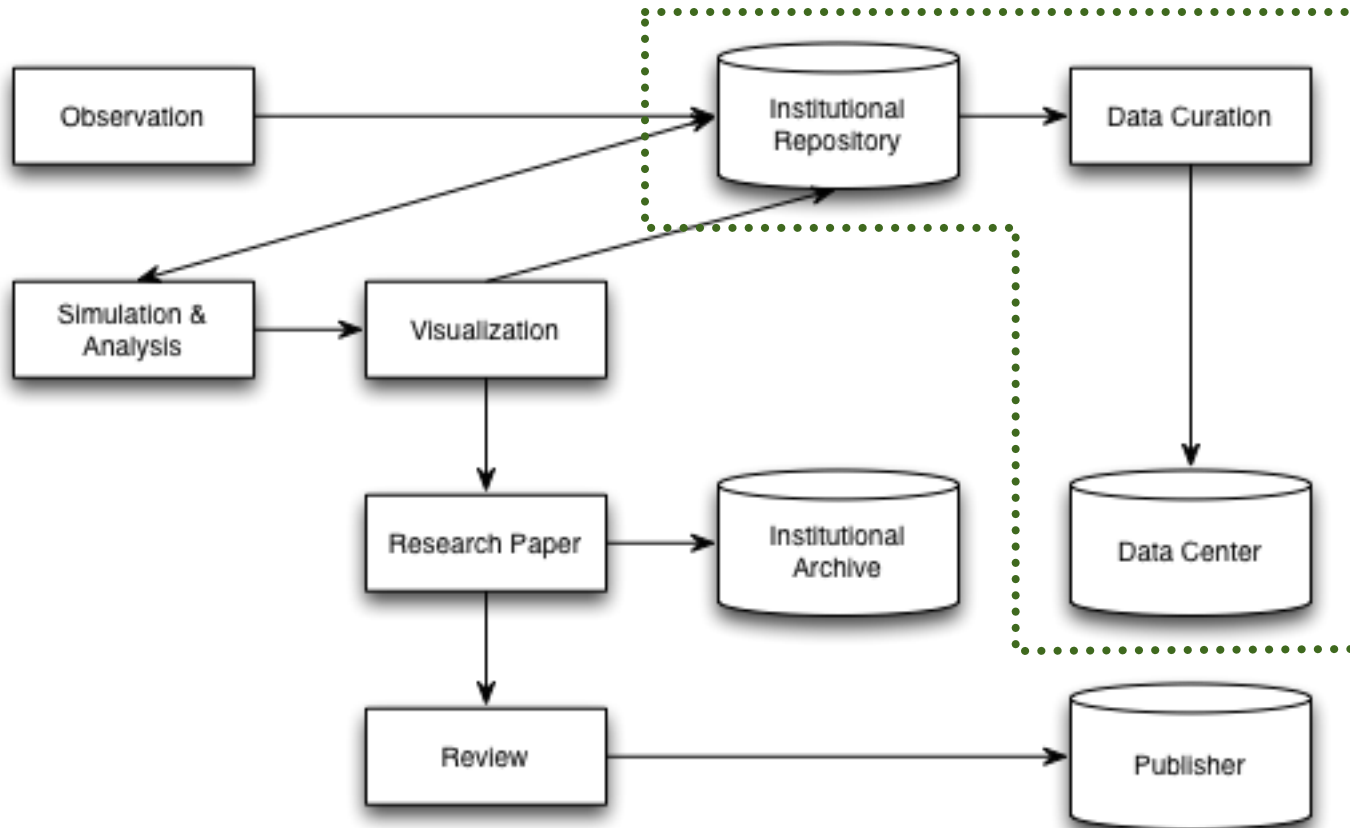 Observation
Institutional
Repository
Data Curation
Simulation &
Analysis
Visualization
Research Paper
Institutional
Archive
Data Center
Review
Publisher